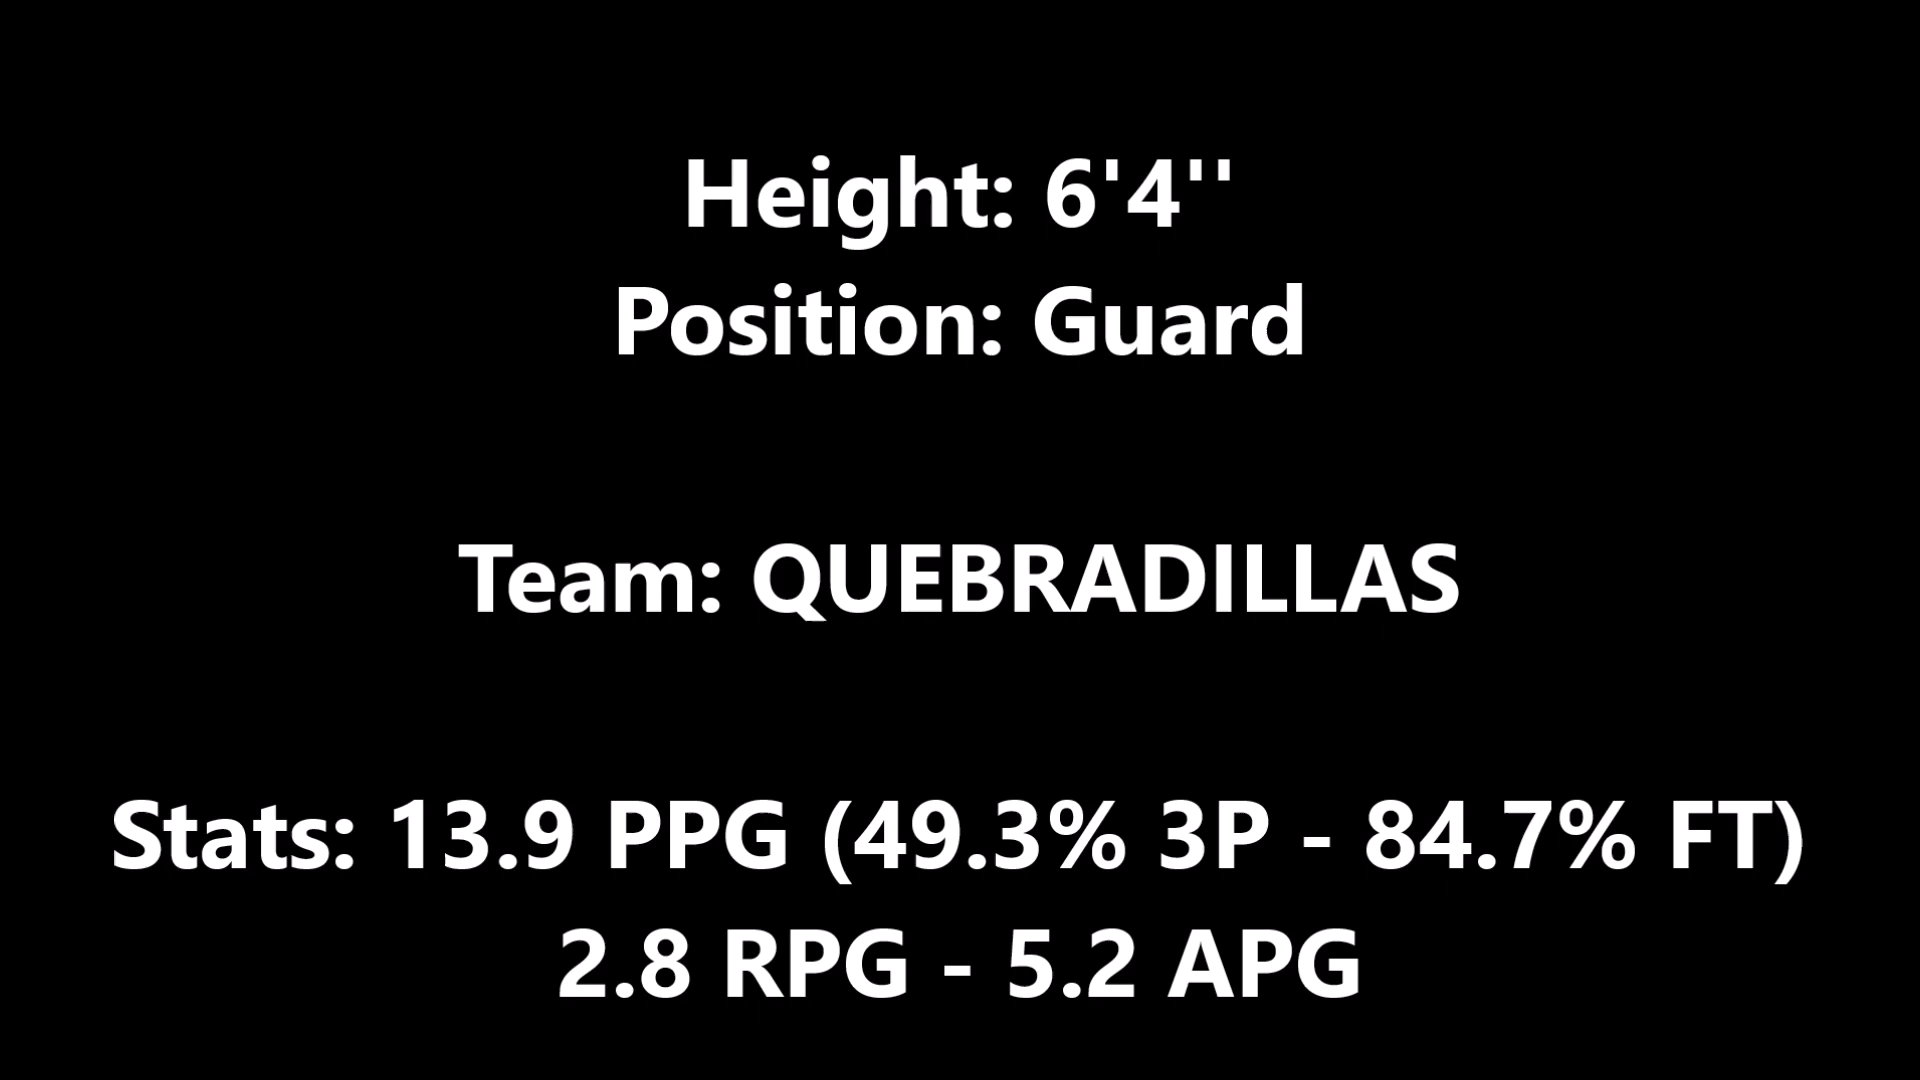 Height: 6'4''
Position: Guard
Team: QUEBRADILLAS
Stats: 13.9 PPG (49.3% 3P - 84.7% FT)
2.8 RPG - 5.2 APG